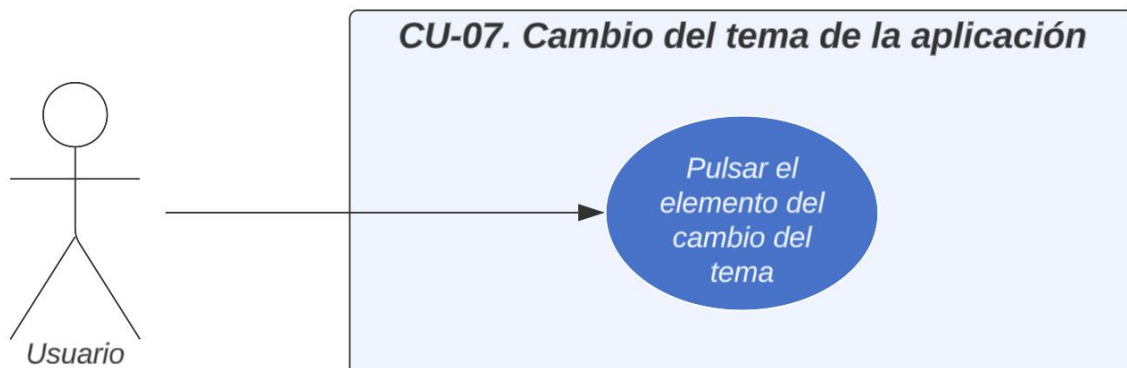 CU-07. Cambio del tema de la aplicación
Pulsar el
elemento del
cambio del
tema
Usuario